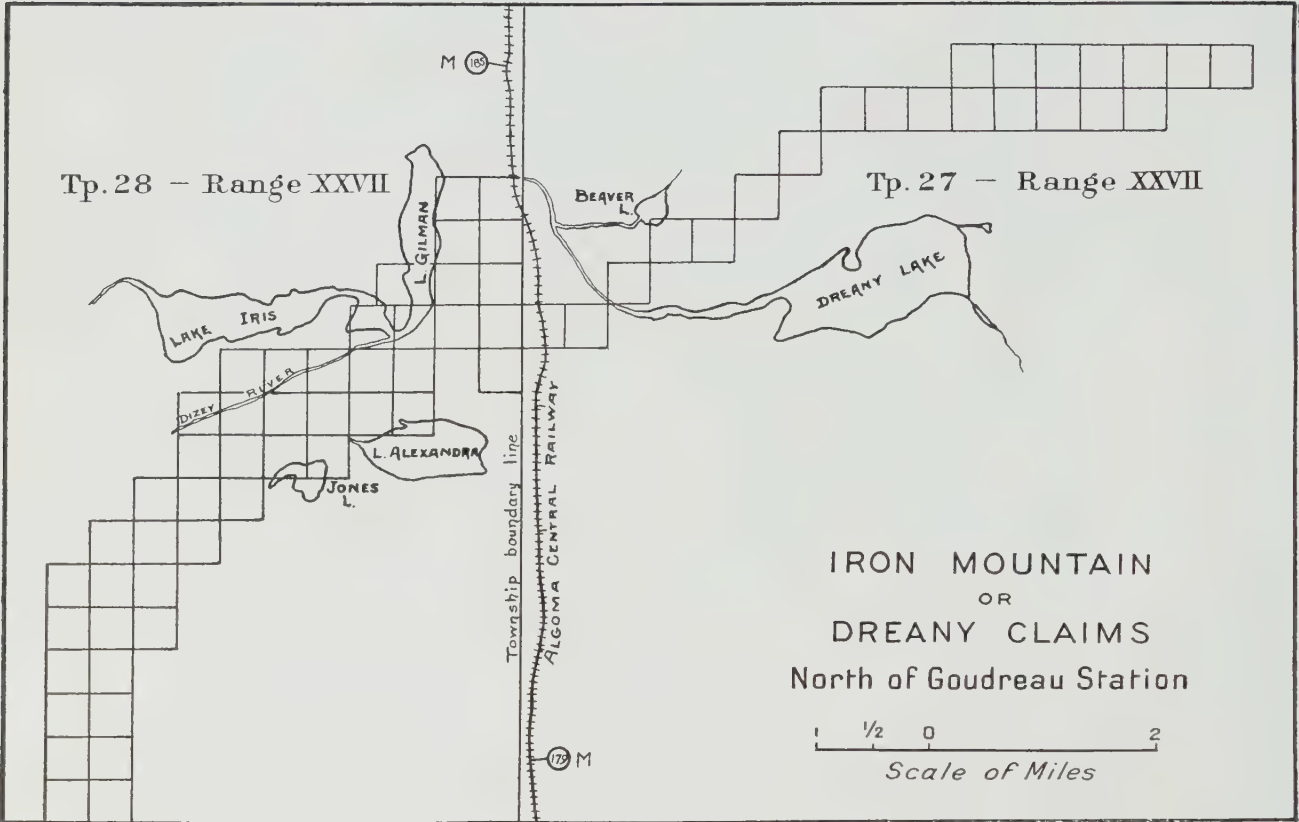 M 185
Tp. 28 – Range XXVII
L. GILMAN
BEAVER
L.
Tp. 27 – Range XXVII
LAKE IRIS
DREANY LAKE
DIZEY RIVER
L. ALEXANDRA
JONES
L.
Township boundary line
ALGOMA CENTRAL RAILWAY
179 M
IRON MOUNTAIN
OR
DREANY CLAIMS
North of Goudreau Station
1 1/2 0 2
Scale of Miles